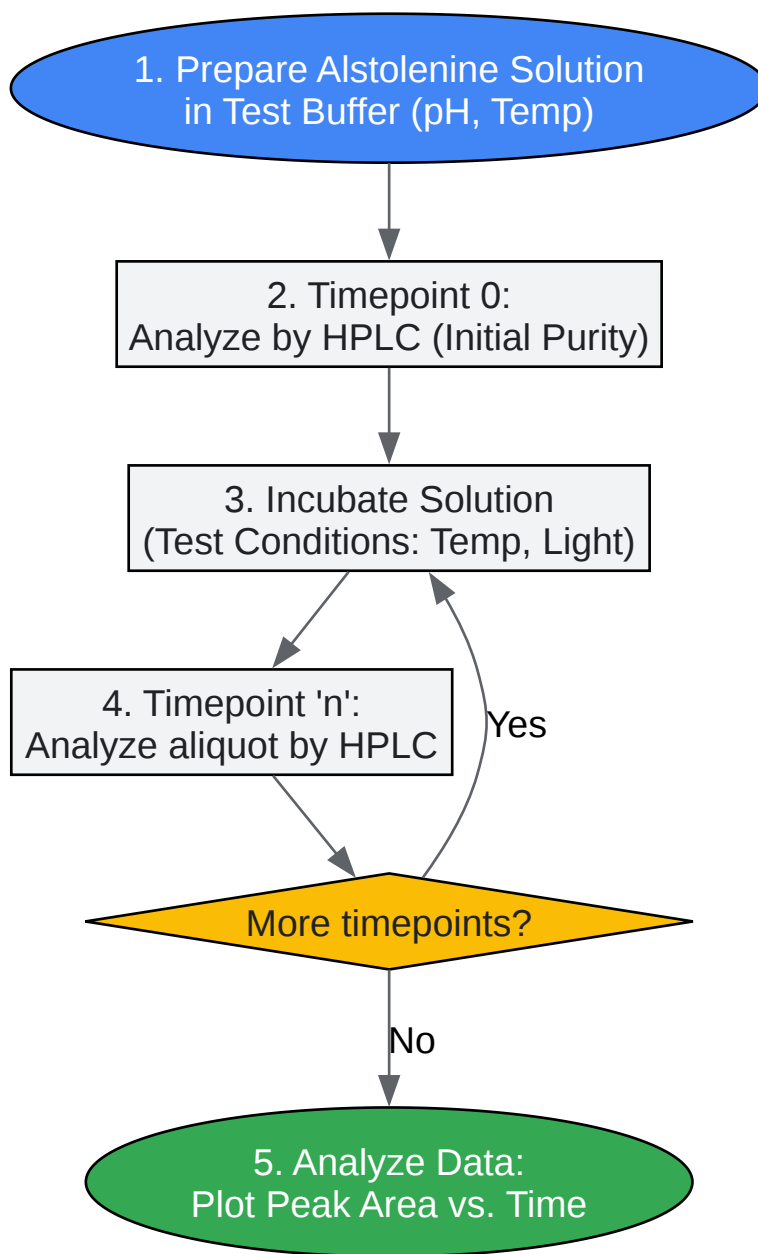 1. Prepare Alstolenine Solution
in Test Buffer (pH, Temp)
2. Timepoint 0:
Analyze by HPLC (Initial Purity)
3. Incubate Solution
(Test Conditions: Temp, Light)
4. Timepoint 'n':
Analyze aliquot by HPLC
Yes
More timepoints?
No
5. Analyze Data:
Plot Peak Area vs. Time